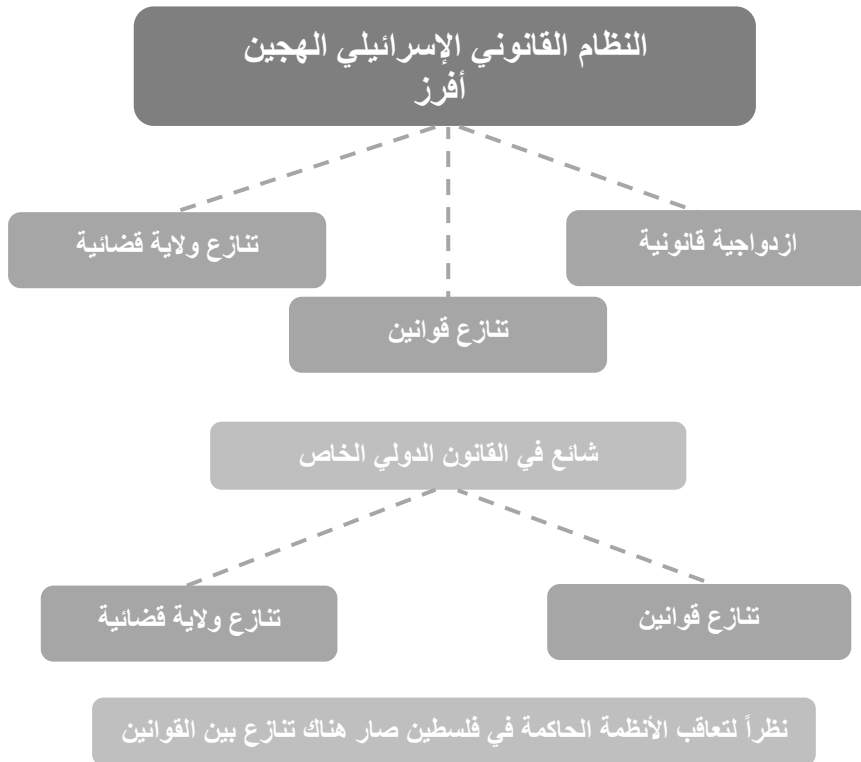 النظام القانوني الإسرائيلي الهجين
أفرز
ازدواجية قانونية
تنازع ولاية قضائية
تنازع قوانين
شائع في القانون الدولي الخاص
تنازع قوانين
تنازع ولاية قضائية
نظراً لتعاقب الأنظمة الحاكمة في فلسطين صار هناك تنازع بين القوانين